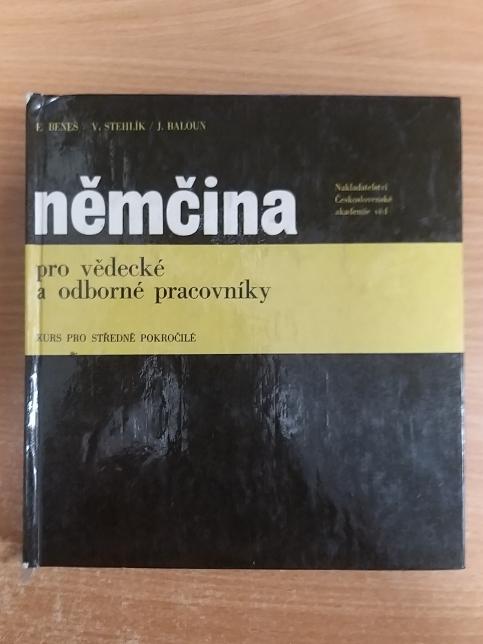 E. BENEŠ / V. STEHLÍK / J. BALOUN
němčina
Nakladatelství
Československé
akademie věd
pro vědecké
a odborné pracovníky
KURS PRO STŘEDNĚ POKROČILÉ